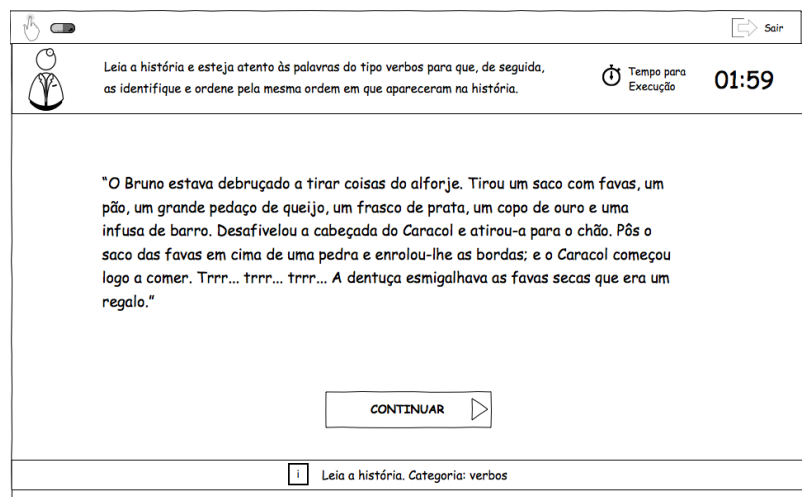 Sair
Leia a história e esteja atento às palavras do tipo verbos para que, de seguida,
as identifique e ordene pela mesma ordem em que apareceram na história.
Tempo para
Execução
01:59
“O Bruno estava debruçado a tirar coisas do alforje. Tirou um saco com favas, um
pão, um grande pedaço de queijo, um frasco de prata, um copo de ouro e uma
infusa de barro. Desafivelou a cabeçada do Caracol e atirou-a para o chão. Pôs o
saco das favas em cima de uma pedra e enrolou-lhe as bordas; e o Caracol começou
logo a comer. Trrr... trrr... trrr... A dentuça esmigalhava as favas secas que era um
regalo.”
CONTINUAR
i Leia a história. Categoria: verbos